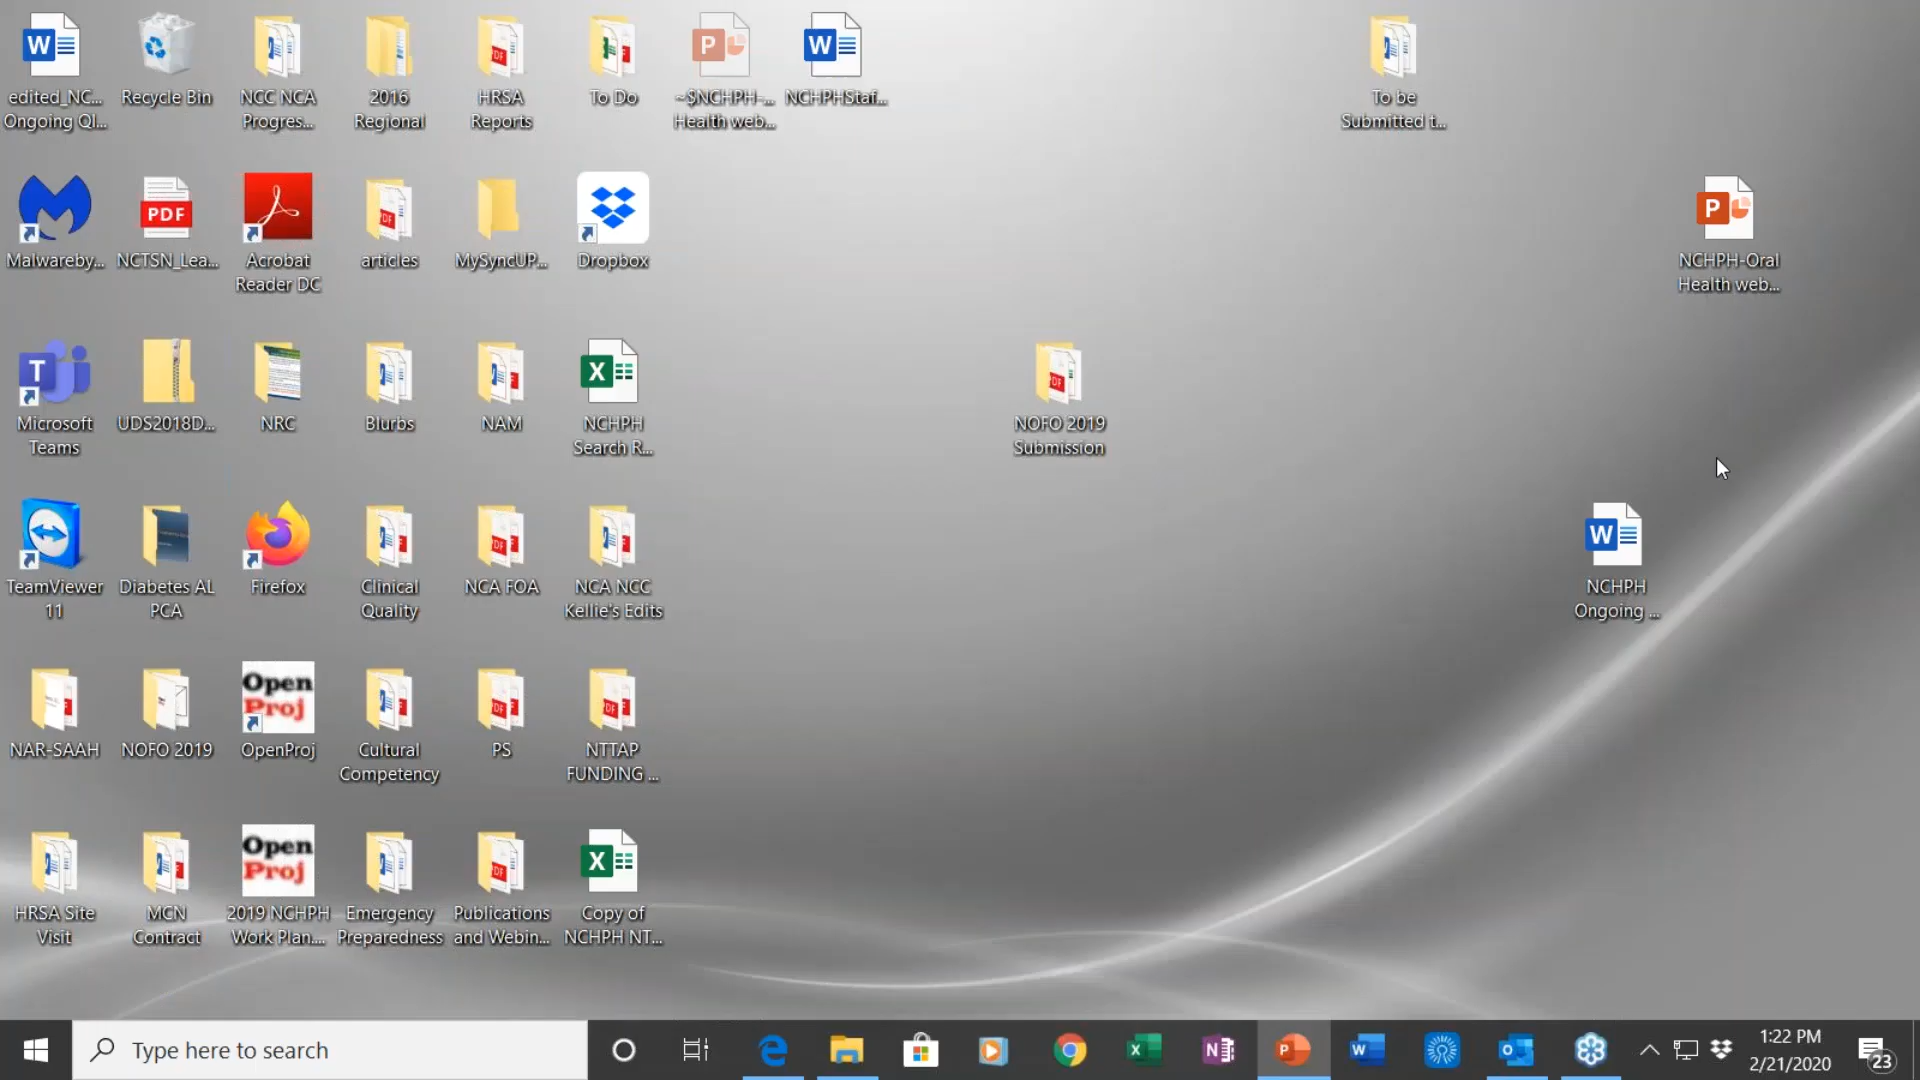 edited_NC...
Ongoing QI...
Recycle Bin
NCC NCA
Progres...
2016
Regional
HRSA
Reports
To Do
~$NCHPH-...
Health web...
NCHPHStaf...
To be
Submitted t...
Malwareby...
PDF
NCTSN_Lea...
Acrobat
Reader DC
articles
MySyncUP...
Dropbox
NCHPH-Oral
Health web...
Microsoft
Teams
UDS2018D...
NRC
Blurbs
NAM
NCHPH
Search R...
NOFO 2019
Submission
TeamViewer
11
Diabetes AL
PCA
Firefox
Clinical
Quality
NCA FOA
NCA NCC
Kellie's Edits
NCHPH
Ongoing ...
NAR-SAAH
NOFO 2019
Open
Proj
OpenProj
Cultural
Competency
PS
NTTAP
FUNDING ...
HRSA Site
Visit
MCN
Contract
Open
Proj
2019 NCHPH
Work Plan....
Emergency
Preparedness
Publications
and Webin...
Copy of
NCHPH NT...
Type here to search
1:22 PM
2/21/2020
23